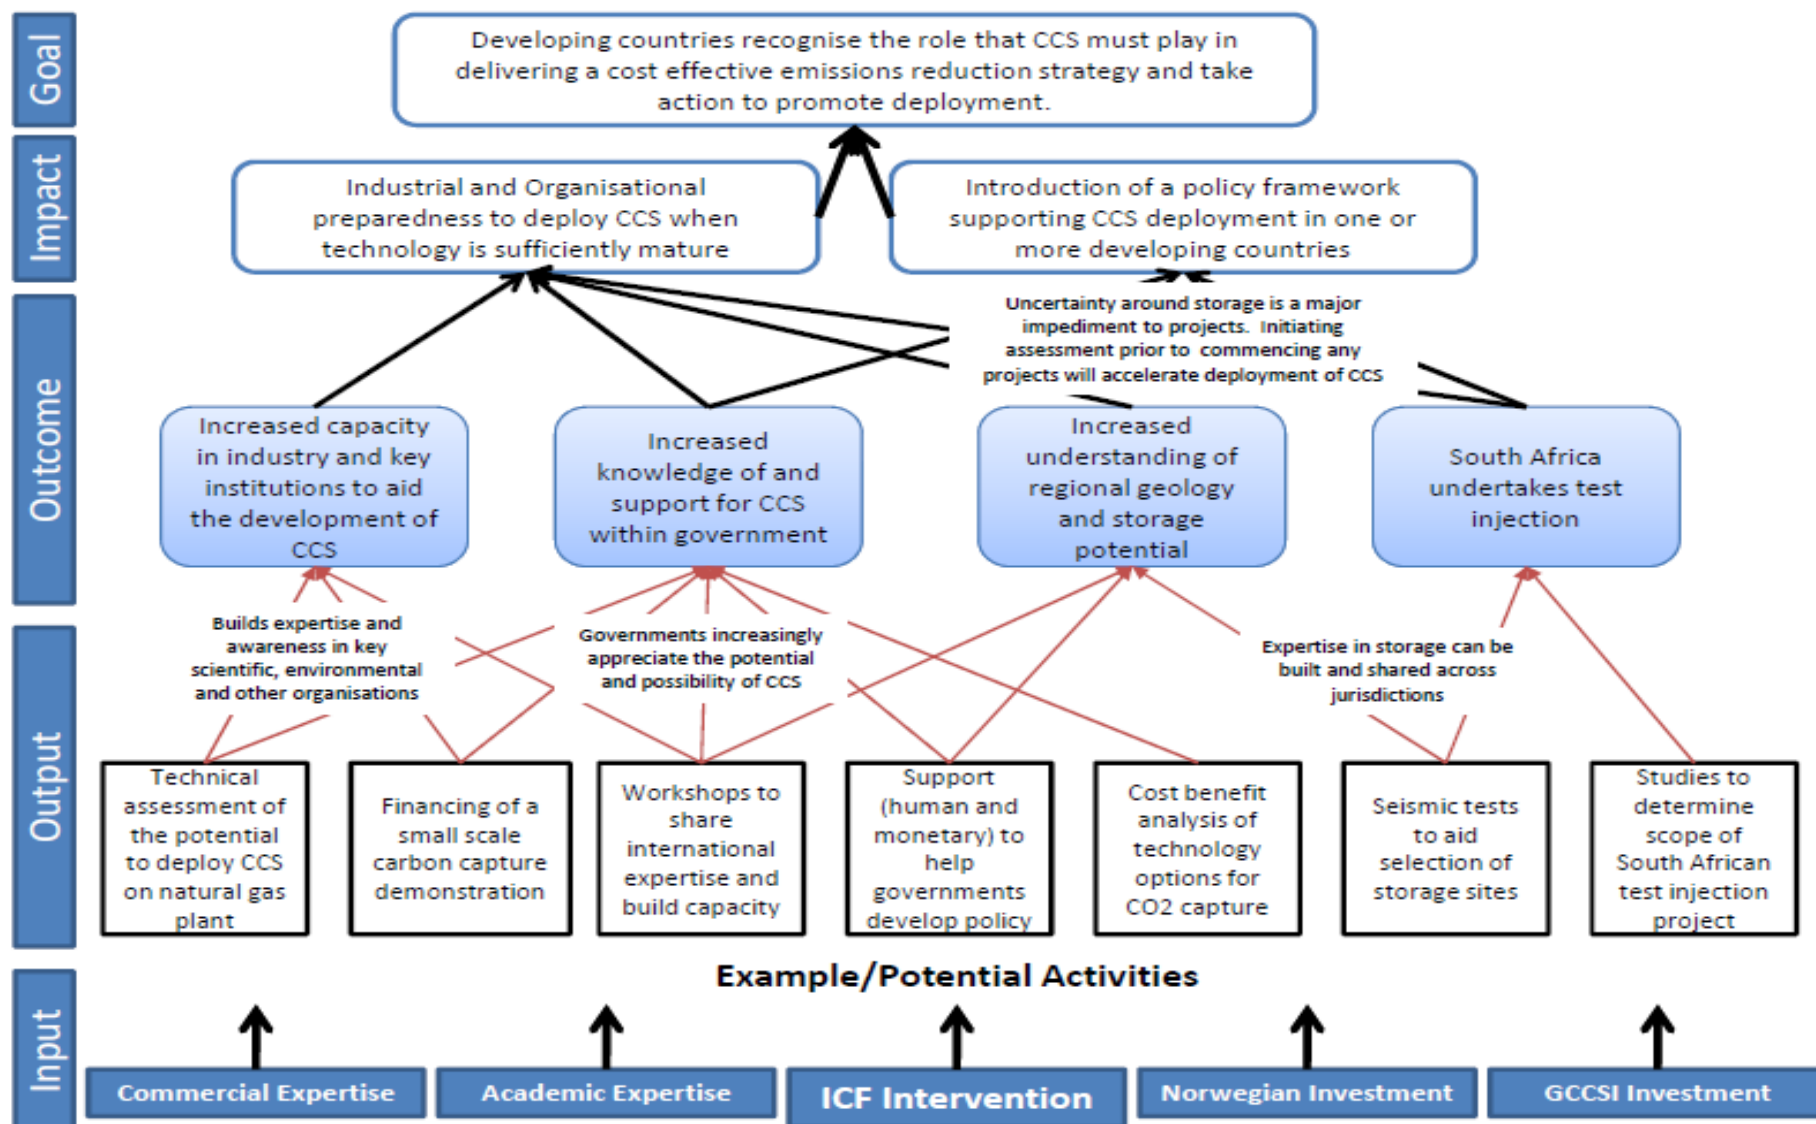 Goal
Developing countries recognise the role that CCS must play in
delivering a cost effective emissions reduction strategy and take
action to promote deployment.
Impact
Industrial and Organisational
preparedness to deploy CCS when
technology is sufficiently mature
Introduction of a policy framework
supporting CCS deployment in one or
more developing countries
Uncertainty around storage is a major
impediment to projects. Initiating
assessment prior to commencing any
projects will accelerate deployment of CCS
Outcome
Increased capacity
in industry and key
institutions to aid
the development of
CCS
Increased
knowledge of and
support for CCS
within government
Increased
understanding of
regional geology
and storage
potential
South Africa
undertakes test
injection
Builds expertise and
awareness in key
scientific, environmental
and other organisations
Governments increasingly
appreciate the potential
and possibility of CCS
Expertise in storage can be
built and shared across
jurisdictions
Output
Technical
assessment of
the potential
to deploy CCS
on natural gas
plant
Financing of a
small scale
carbon capture
demonstration
Workshops to
share
international
expertise and
build capacity
Support
(human and
monetary) to
help
governments
develop policy
Cost benefit
analysis of
technology
options for
CO2 capture
Seismic tests
to aid
selection of
storage sites
Studies to
determine
scope of
South African
test injection
project
Example/Potential Activities
Input
Commercial Expertise
Academic Expertise
ICF Intervention
Norwegian Investment
GCCSI Investment